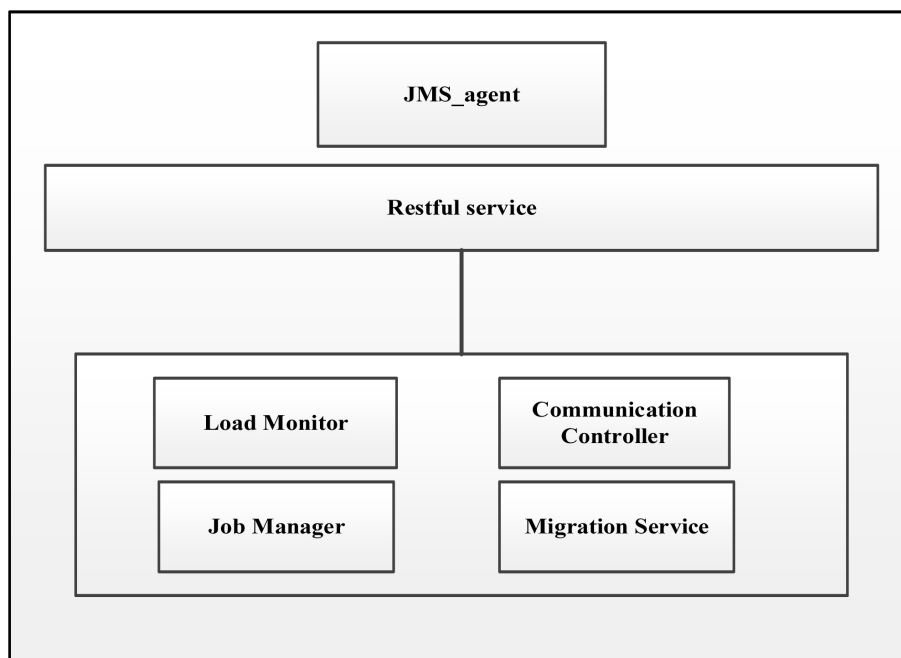 JMS_agent
Restful service
Load Monitor
Communication
Controller
Job Manager
Migration Service